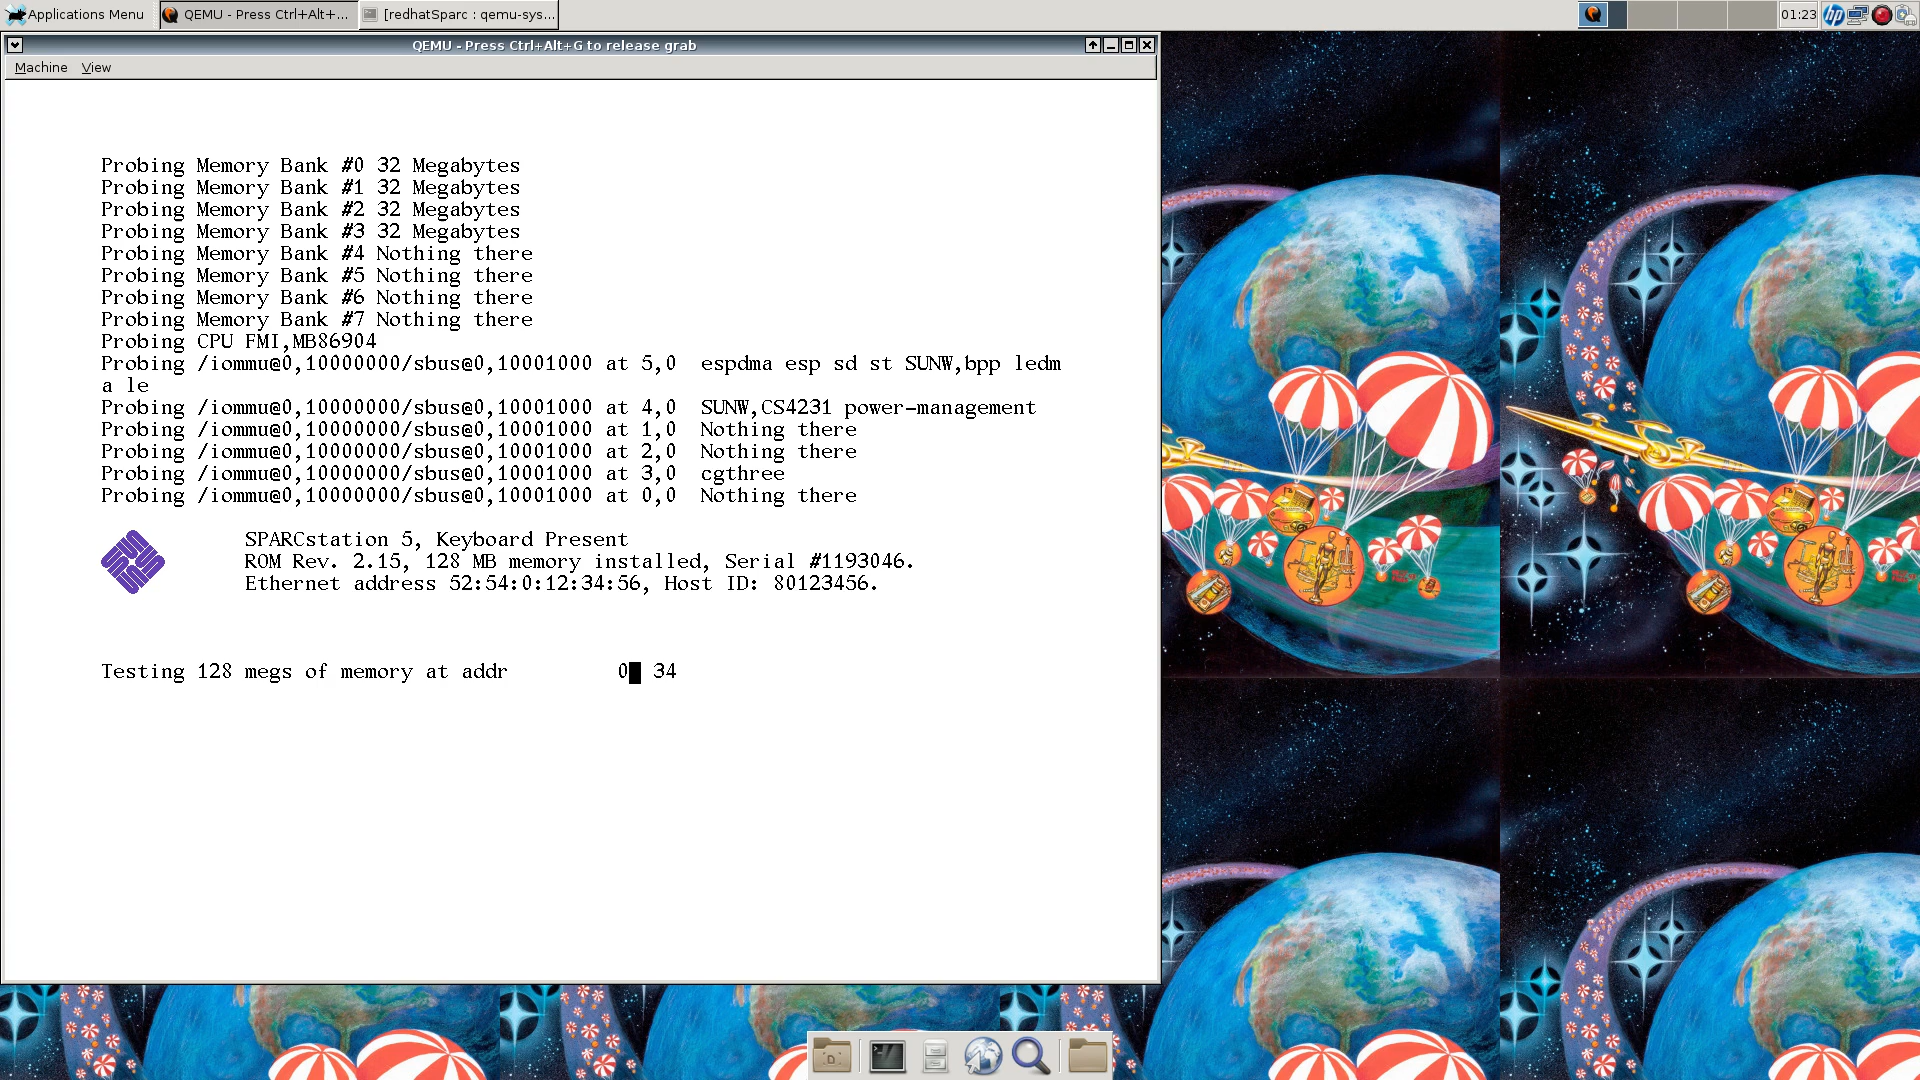 Applications Menu
QEMU - Press Ctrl+Alt+...
[redhatSparc : qemu-sys...
01:23
QEMU - Press Ctrl+Alt+G to release grab
Machine View
Probing Memory Bank #0 32 Megabytes
Probing Memory Bank #1 32 Megabytes
Probing Memory Bank #2 32 Megabytes
Probing Memory Bank #3 32 Megabytes
Probing Memory Bank #4 Nothing there
Probing Memory Bank #5 Nothing there
Probing Memory Bank #6 Nothing there
Probing Memory Bank #7 Nothing there
Probing CPU FMI,MB86904
Probing /iommu@0,10000000/sbus@0,10001000 at 5,0  espdma esp sd st SUNW,bpp ledm
a le
Probing /iommu@0,10000000/sbus@0,10001000 at 4,0  SUNW,CS4231 power-management
Probing /iommu@0,10000000/sbus@0,10001000 at 1,0  Nothing there
Probing /iommu@0,10000000/sbus@0,10001000 at 2,0  Nothing there
Probing /iommu@0,10000000/sbus@0,10001000 at 3,0  cgthree
Probing /iommu@0,10000000/sbus@0,10001000 at 0,0  Nothing there
SPARCstation 5, Keyboard Present
ROM Rev. 2.15, 128 MB memory installed, Serial #1193046.
Ethernet address 52:54:0:12:34:56, Host ID: 80123456.
Testing 128 megs of memory at addr 0 34